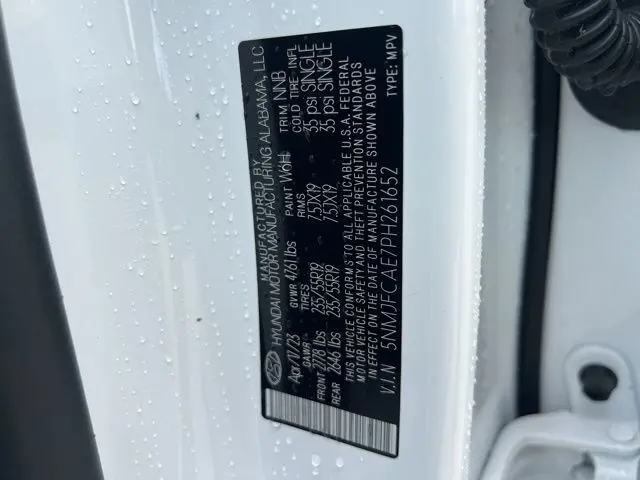 MANUFACTURED BY
HYUNDAI MOTOR MANUFACTURING ALABAMA, LLC
Apr/17/23 GVWR 4761 lbs PAINT W6H TRIM NNB
GAWR TIRES RIMS COLD TIRE INFL
FRONT 2778 lbs 235/55R19 7.5JX19 35 psi SINGLE
REAR 2646 lbs 235/55R19 7.5JX19 35 psi SINGLE
THIS VEHICLE CONFORMS TO ALL APPLICABLE U.S.A. FEDERAL
MOTOR VEHICLE SAFETY AND THEFT PREVENTION STANDARDS
IN EFFECT ON THE DATE OF MANUFACTURE SHOWN ABOVE
V.I.N 5NMJFCAE7PH261652 TYPE: MPV